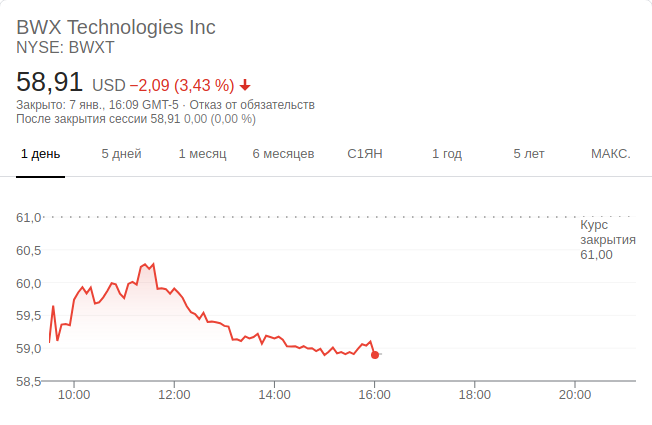 BWX Technologies Inc
NYSE: BWXT
58,91 USD −2,09 (3,43 %)
Закрыто: 7 янв., 16:09 GMT-5 · Отказ от обязательств
После закрытия сессии 58,91 0,00 (0,00 %)
1 день 5 дней 1 месяц 6 месяцев С1ЯН 1 год 5 лет МАКС.
61,0
Курс
закрытия
61,00
60,5
60,0
59,5
59,0
58,5
10:00 12:00 14:00 16:00 18:00 20:00